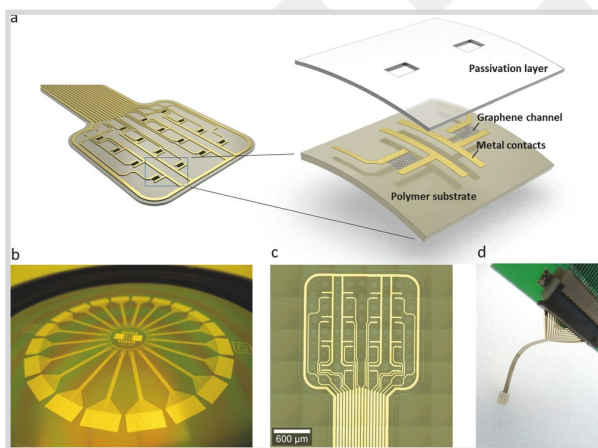 a
Passivation layer
Graphene channel
Metal contacts
Polymer substrate
b
c
d
600 µm